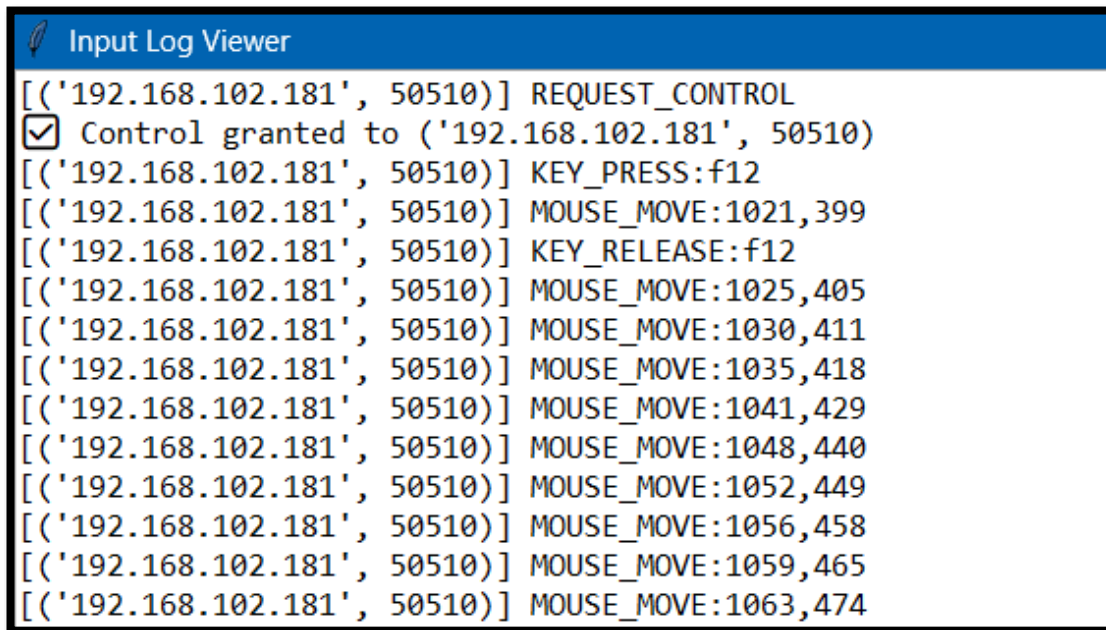 Input Log Viewer
[('192.168.102.181', 50510)] REQUEST_CONTROL
☑ Control granted to ('192.168.102.181', 50510)
[('192.168.102.181', 50510)] KEY_PRESS:f12
[('192.168.102.181', 50510)] MOUSE_MOVE:1021,399
[('192.168.102.181', 50510)] KEY_RELEASE:f12
[('192.168.102.181', 50510)] MOUSE_MOVE:1025,405
[('192.168.102.181', 50510)] MOUSE_MOVE:1030,411
[('192.168.102.181', 50510)] MOUSE_MOVE:1035,418
[('192.168.102.181', 50510)] MOUSE_MOVE:1041,429
[('192.168.102.181', 50510)] MOUSE_MOVE:1048,440
[('192.168.102.181', 50510)] MOUSE_MOVE:1052,449
[('192.168.102.181', 50510)] MOUSE_MOVE:1056,458
[('192.168.102.181', 50510)] MOUSE_MOVE:1059,465
[('192.168.102.181', 50510)] MOUSE_MOVE:1063,474